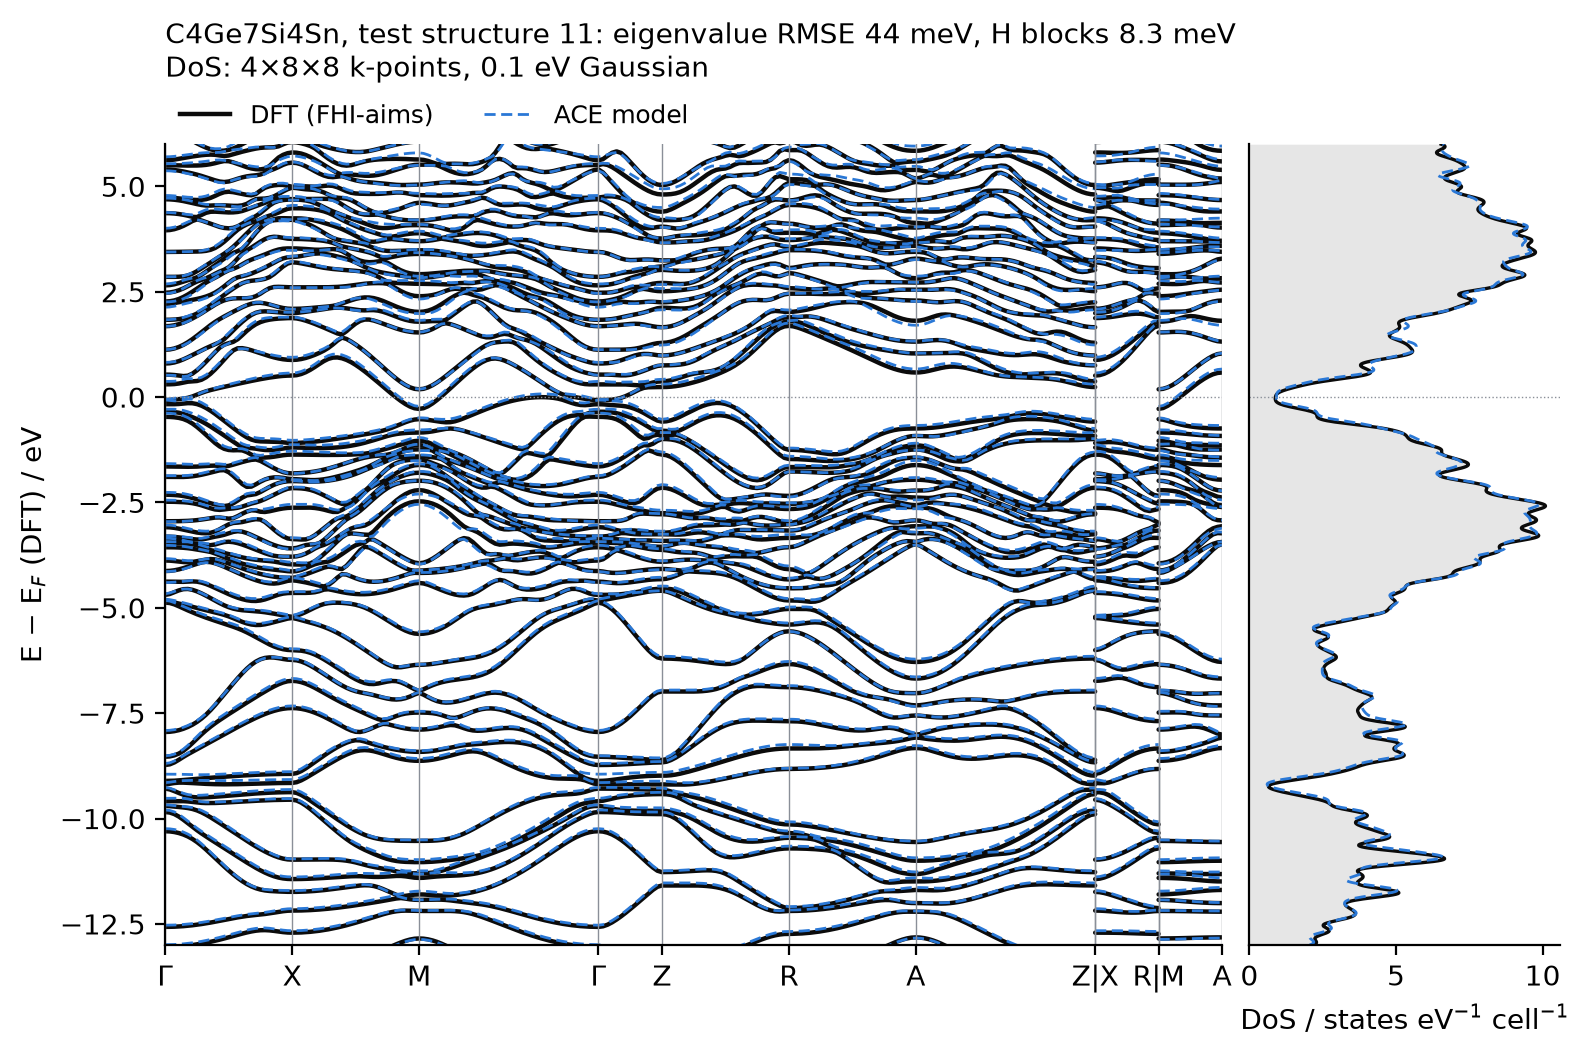 C4Ge7Si4Sn, test structure 11: eigenvalue RMSE 44 meV, H blocks 8.3 meV
DoS: 4×8×8 k-points, 0.1 eV Gaussian
DFT (FHI-aims)
ACE model
E − E_F (DFT) / eV
5.0
2.5
0.0
−2.5
−5.0
−7.5
−10.0
−12.5
Γ X M Γ Z R A Z|X R|M A
0 5 10
DoS / states eV⁻¹ cell⁻¹